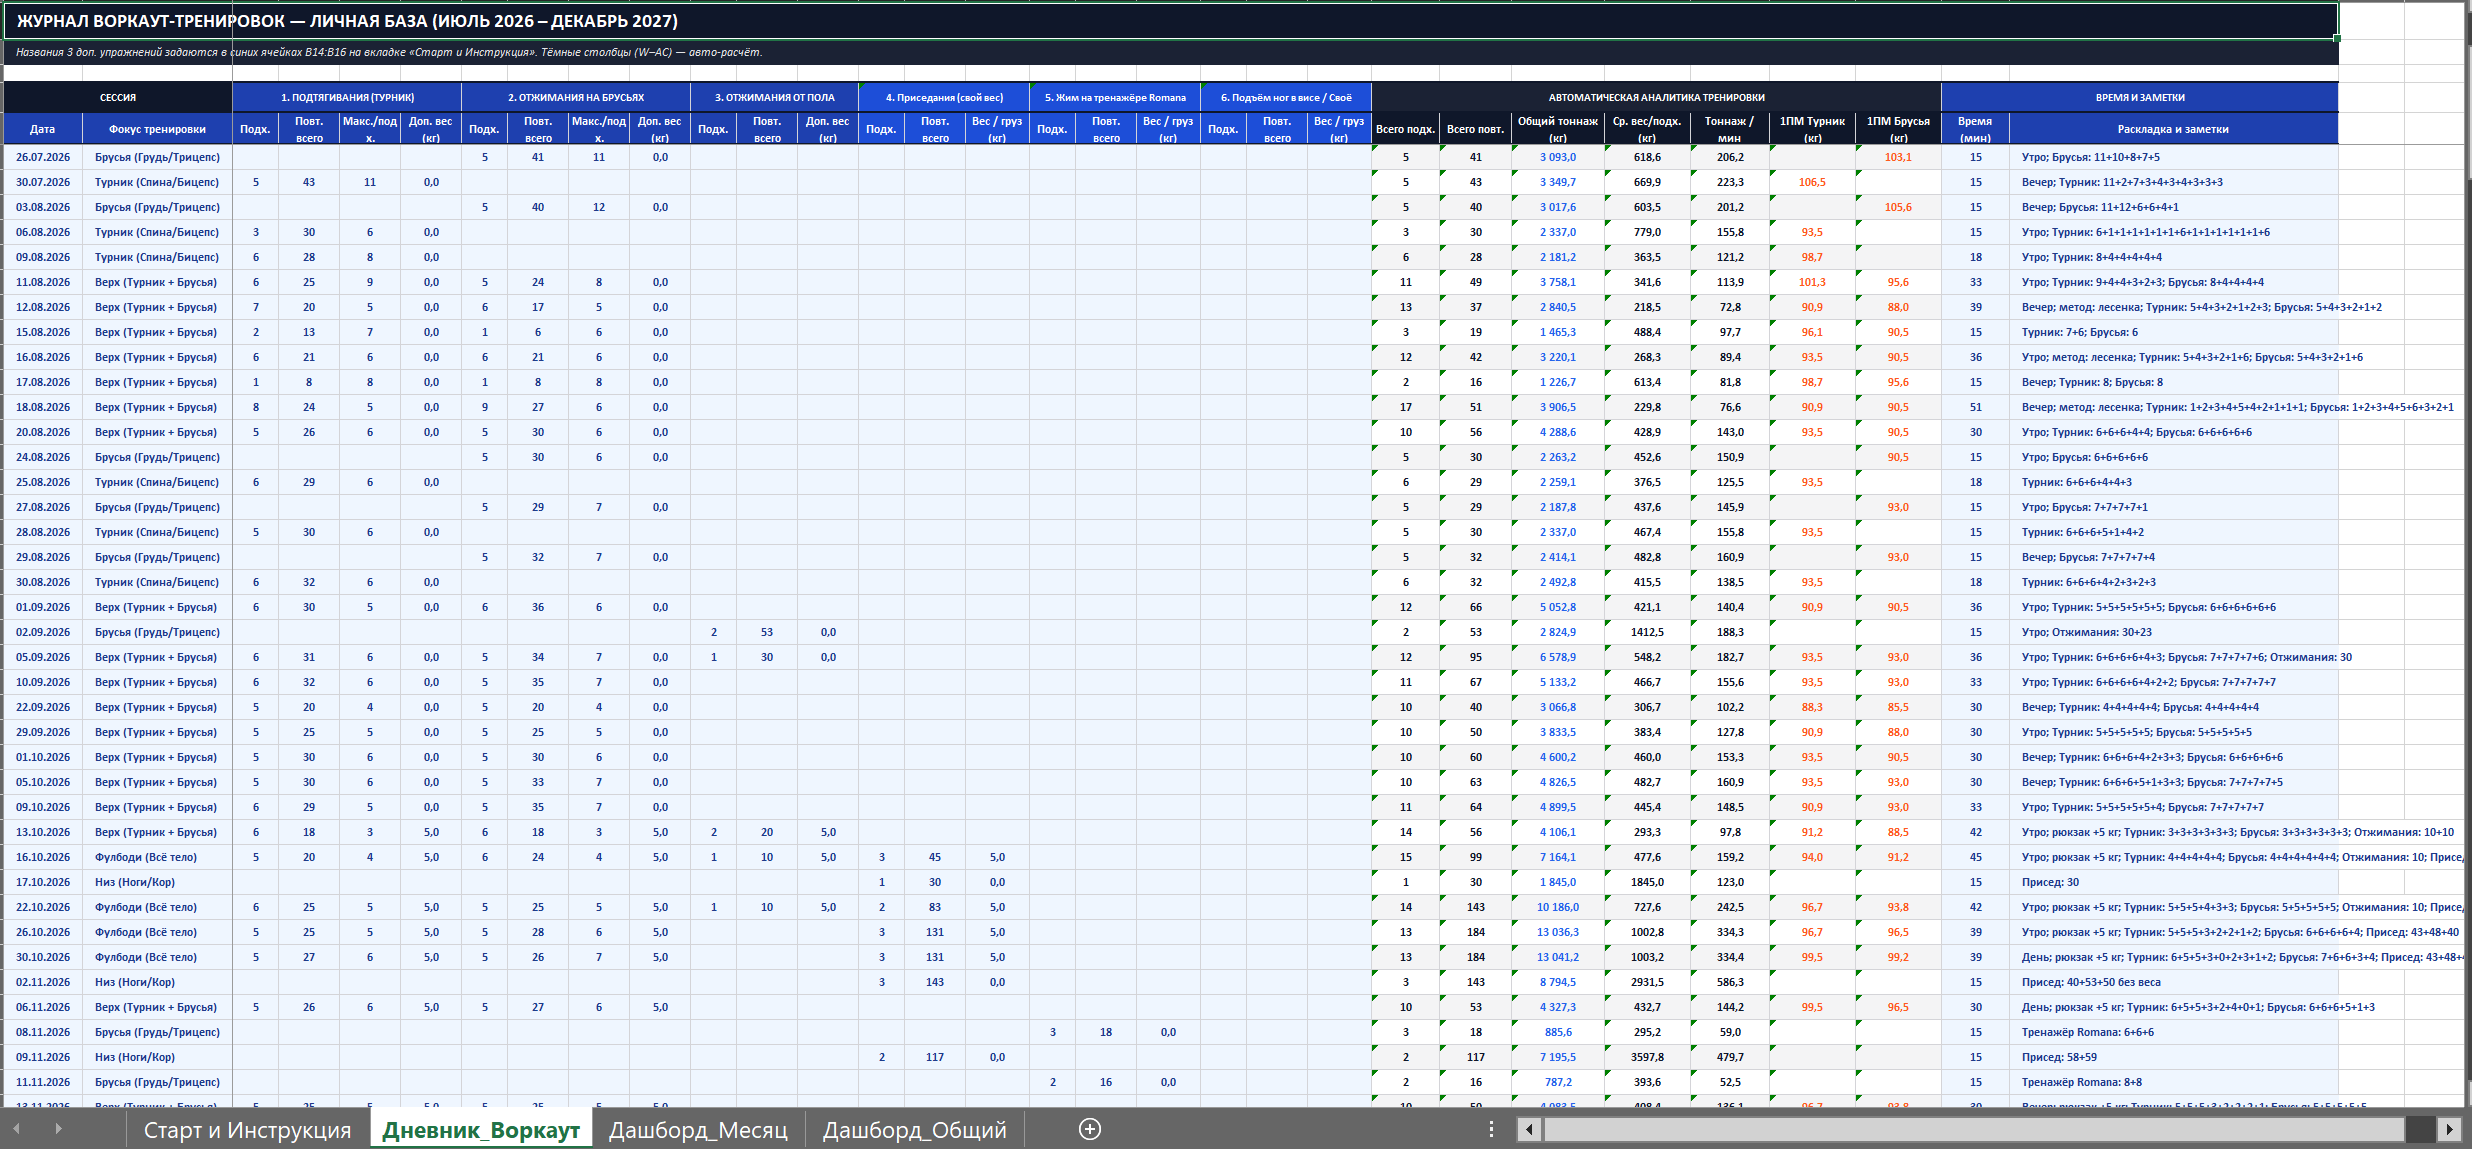 ЖУРНАЛ ВОРКАУТ-ТРЕНИРОВОК — ЛИЧНАЯ БАЗА (ИЮЛЬ 2026 – ДЕКАБРЬ 2027)
Названия 3 доп. упражнений задаются в синих ячейках B14:B16 на вкладке «Старт и Инструкция». Тёмные столбцы (W–AC) — авто-расчёт.
СЕССИЯ 1. ПОДТЯГИВАНИЯ (ТУРНИК) 2. ОТЖИМАНИЯ НА БРУСЬЯХ 3. ОТЖИМАНИЯ ОТ ПОЛА 4. Приседания (свой вес) 5. Жим на тренажёре Romana 6. Подъём ног в висе / Своё АВТОМАТИЧЕСКАЯ АНАЛИТИКА ТРЕНИРОВКИ ВРЕМЯ И ЗАМЕТКИ
Дата Фокус тренировки Подх. Повт. всего Макс./подх. Доп. вес (кг) Подх. Повт. всего Макс./подх. Доп. вес (кг) Подх. Повт. всего Доп. вес (кг) Подх. Повт. всего Вес / груз (кг) Подх. Повт. всего Вес / груз (кг) Подх. Повт. всего Вес / груз (кг) Всего подх. Всего повт. Общий тоннаж (кг) Ср. вес/подх. (кг) Тоннаж / мин 1ПМ Турник (кг) 1ПМ Брусья (кг) Время (мин) Раскладка и заметки
26.07.2026 Брусья (Грудь/Трицепс) 5 41 11 0,0 5 41 3 093,0 618,6 206,2 103,1 15 Утро; Брусья: 11+10+8+7+5
30.07.2026 Турник (Спина/Бицепс) 5 43 11 0,0 5 43 3 349,7 669,9 223,3 106,5 15 Вечер; Турник: 11+2+7+3+4+3+4+3+3+3
03.08.2026 Брусья (Грудь/Трицепс) 5 40 12 0,0 5 40 3 017,6 603,5 201,2 105,6 15 Вечер; Брусья: 11+12+6+6+4+1
06.08.2026 Турник (Спина/Бицепс) 3 30 6 0,0 3 30 2 337,0 779,0 155,8 93,5 15 Утро; Турник: 6+1+1+1+1+1+1+6+1+1+1+1+1+1+6
09.08.2026 Турник (Спина/Бицепс) 6 28 8 0,0 6 28 2 181,2 363,5 121,2 98,7 18 Утро; Турник: 8+4+4+4+4+4
11.08.2026 Верх (Турник + Брусья) 6 25 9 0,0 5 24 8 0,0 11 49 3 758,1 341,6 113,9 101,3 95,6 33 Утро; Турник: 9+4+4+3+2+3; Брусья: 8+4+4+4+4
12.08.2026 Верх (Турник + Брусья) 7 20 5 0,0 6 17 5 0,0 13 37 2 840,5 218,5 72,8 90,9 88,0 39 Вечер; метод: лесенка; Турник: 5+4+3+2+1+2+3; Брусья: 5+4+3+2+1+2
15.08.2026 Верх (Турник + Брусья) 2 13 7 0,0 1 6 6 0,0 3 19 1 465,3 488,4 97,7 96,1 90,5 15 Турник: 7+6; Брусья: 6
16.08.2026 Верх (Турник + Брусья) 6 21 6 0,0 6 21 6 0,0 12 42 3 220,1 268,3 89,4 93,5 90,5 36 Утро; метод: лесенка; Турник: 5+4+3+2+1+6; Брусья: 5+4+3+2+1+6
17.08.2026 Верх (Турник + Брусья) 1 8 8 0,0 1 8 8 0,0 2 16 1 226,7 613,4 81,8 98,7 95,6 15 Вечер; Турник: 8; Брусья: 8
18.08.2026 Верх (Турник + Брусья) 8 24 5 0,0 9 27 6 0,0 17 51 3 906,5 229,8 76,6 90,9 90,5 51 Вечер; метод: лесенка; Турник: 1+2+3+4+5+4+2+1+1+1; Брусья: 1+2+3+4+5+6+3+2+1
20.08.2026 Верх (Турник + Брусья) 5 26 6 0,0 5 30 6 0,0 10 56 4 288,6 428,9 143,0 93,5 90,5 30 Утро; Турник: 6+6+6+4+4; Брусья: 6+6+6+6+6
24.08.2026 Брусья (Грудь/Трицепс) 5 30 6 0,0 5 30 2 263,2 452,6 150,9 90,5 15 Утро; Брусья: 6+6+6+6+6
25.08.2026 Турник (Спина/Бицепс) 6 29 6 0,0 6 29 2 259,1 376,5 125,5 93,5 18 Турник: 6+6+6+4+4+3
27.08.2026 Брусья (Грудь/Трицепс) 5 29 7 0,0 5 29 2 187,8 437,6 145,9 93,0 15 Утро; Брусья: 7+7+7+7+1
28.08.2026 Турник (Спина/Бицепс) 5 30 6 0,0 5 30 2 337,0 467,4 155,8 93,5 15 Турник: 6+6+6+5+1+4+2
29.08.2026 Брусья (Грудь/Трицепс) 5 32 7 0,0 5 32 2 414,1 482,8 160,9 93,0 15 Вечер; Брусья: 7+7+7+7+4
30.08.2026 Турник (Спина/Бицепс) 6 32 6 0,0 6 32 2 492,8 415,5 138,5 93,5 18 Турник: 6+6+6+4+2+3+2+3
01.09.2026 Верх (Турник + Брусья) 6 30 5 0,0 6 36 6 0,0 12 66 5 052,8 421,1 140,4 90,9 90,5 36 Утро; Турник: 5+5+5+5+5+5; Брусья: 6+6+6+6+6+6
02.09.2026 Брусья (Грудь/Трицепс) 2 53 0,0 2 53 2 824,9 1412,5 188,3 15 Утро; Отжимания: 30+23
05.09.2026 Верх (Турник + Брусья) 6 31 6 0,0 5 34 7 0,0 1 30 0,0 12 95 6 578,9 548,2 182,7 93,5 93,0 36 Утро; Турник: 6+6+6+6+4+3; Брусья: 7+7+7+7+6; Отжимания: 30
10.09.2026 Верх (Турник + Брусья) 6 32 6 0,0 5 35 7 0,0 11 67 5 133,2 466,7 155,6 93,5 93,0 33 Утро; Турник: 6+6+6+6+4+2+2; Брусья: 7+7+7+7+7
22.09.2026 Верх (Турник + Брусья) 5 20 4 0,0 5 20 4 0,0 10 40 3 066,8 306,7 102,2 88,3 85,5 30 Вечер; Турник: 4+4+4+4+4; Брусья: 4+4+4+4+4
29.09.2026 Верх (Турник + Брусья) 5 25 5 0,0 5 25 5 0,0 10 50 3 833,5 383,4 127,8 90,9 88,0 30 Вечер; Турник: 5+5+5+5+5; Брусья: 5+5+5+5+5
01.10.2026 Верх (Турник + Брусья) 5 30 6 0,0 5 30 6 0,0 10 60 4 600,2 460,0 153,3 93,5 90,5 30 Вечер; Турник: 6+6+6+4+2+3+3; Брусья: 6+6+6+6+6
05.10.2026 Верх (Турник + Брусья) 5 30 6 0,0 5 33 7 0,0 10 63 4 826,5 482,7 160,9 93,5 93,0 30 Вечер; Турник: 6+6+6+5+1+3+3; Брусья: 7+7+7+7+5
09.10.2026 Верх (Турник + Брусья) 6 29 5 0,0 5 35 7 0,0 11 64 4 899,5 445,4 148,5 90,9 93,0 33 Утро; Турник: 5+5+5+5+5+4; Брусья: 7+7+7+7+7
13.10.2026 Верх (Турник + Брусья) 6 18 3 5,0 6 18 3 5,0 2 20 5,0 14 56 4 106,1 293,3 97,8 91,2 88,5 42 Утро; рюкзак +5 кг; Турник: 3+3+3+3+3+3; Брусья: 3+3+3+3+3+3; Отжимания: 10+10
16.10.2026 Фулбоди (Всё тело) 5 20 4 5,0 6 24 4 5,0 1 10 5,0 3 45 5,0 15 99 7 164,1 477,6 159,2 94,0 91,2 45 Утро; рюкзак +5 кг; Турник: 4+4+4+4+4; Брусья: 4+4+4+4+4+4; Отжимания: 10; Присе
17.10.2026 Низ (Ноги/Кор) 1 30 0,0 1 30 1 845,0 1845,0 123,0 15 Присед: 30
22.10.2026 Фулбоди (Всё тело) 6 25 5 5,0 5 25 5 5,0 1 10 5,0 2 83 5,0 14 143 10 186,0 727,6 242,5 96,7 93,8 42 Утро; рюкзак +5 кг; Турник: 5+5+5+4+3+3; Брусья: 5+5+5+5+5; Отжимания: 10; Присе
26.10.2026 Фулбоди (Всё тело) 5 25 5 5,0 5 28 6 5,0 3 131 5,0 13 184 13 036,3 1002,8 334,3 96,7 96,5 39 Утро; рюкзак +5 кг; Турник: 5+5+5+3+2+2+1+2; Брусья: 6+6+6+6+4; Присед: 43+48+40
30.10.2026 Фулбоди (Всё тело) 5 27 6 5,0 5 26 7 5,0 3 131 5,0 13 184 13 041,2 1003,2 334,4 99,5 99,2 39 День; рюкзак +5 кг; Турник: 6+5+5+3+0+2+3+1+2; Брусья: 7+6+6+3+4; Присед: 43+48+
02.11.2026 Низ (Ноги/Кор) 3 143 0,0 3 143 8 794,5 2931,5 586,3 15 Присед: 40+53+50 без веса
06.11.2026 Верх (Турник + Брусья) 5 26 6 5,0 5 27 6 5,0 10 53 4 327,3 432,7 144,2 99,5 96,5 30 День; рюкзак +5 кг; Турник: 6+5+5+3+2+4+0+1; Брусья: 6+6+6+5+1+3
08.11.2026 Брусья (Грудь/Трицепс) 3 18 0,0 3 18 885,6 295,2 59,0 15 Тренажёр Romana: 6+6+6
09.11.2026 Низ (Ноги/Кор) 2 117 0,0 2 117 7 195,5 3597,8 479,7 15 Присед: 58+59
11.11.2026 Брусья (Грудь/Трицепс) 2 16 0,0 2 16 787,2 393,6 52,5 15 Тренажёр Romana: 8+8
Старт и Инструкция Дневник_Воркаут Дашборд_Месяц Дашборд_Общий